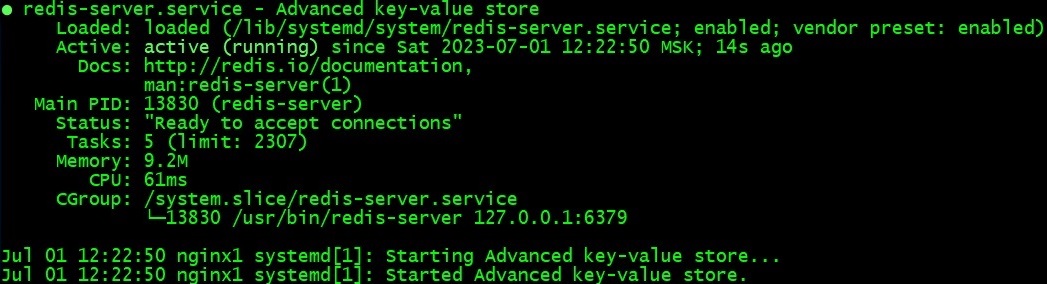 ● redis-server.service - Advanced key-value store
Loaded: loaded (/lib/systemd/system/redis-server.service; enabled; vendor preset: enabled)
Active: active (running) since Sat 2023-07-01 12:22:50 MSK; 14s ago
Docs: http://redis.io/documentation,
man:redis-server(1)
Main PID: 13830 (redis-server)
Status: "Ready to accept connections"
Tasks: 5 (limit: 2307)
Memory: 9.2M
CPU: 61ms
CGroup: /system.slice/redis-server.service
└─13830 /usr/bin/redis-server 127.0.0.1:6379
Jul 01 12:22:50 nginx1 systemd[1]: Starting Advanced key-value store...
Jul 01 12:22:50 nginx1 systemd[1]: Started Advanced key-value store.